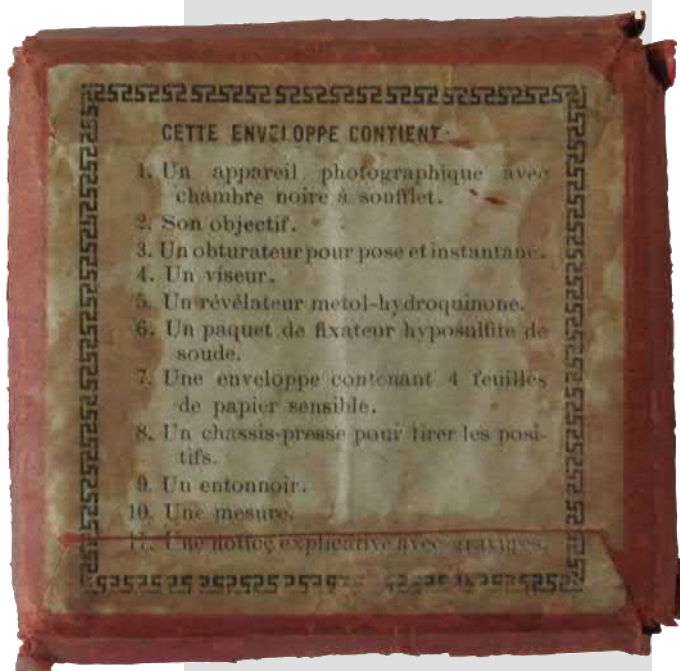 CETTE ENVELOPPE CONTIENT
1. Un appareil photographique avec
chambre noire à soufflet.
2. Son objectif.
3. Un obturateur pour pose et instantané.
4. Un viseur.
5. Un révélateur metol-hydroquinone.
6. Un paquet de fixateur hyposulfite de
soude.
7. Une enveloppe contenant 4 feuilles
de papier sensible.
8. Un chassis-presse pour tirer les posi-
tifs.
9. Un entonnoir.
10. Une mesure.
11. Une notice explicative avec gravures.